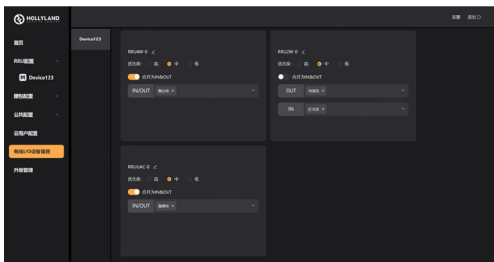 HOLLYLAND
设置 退出
首页
Device123
RRU配置
Device123
腰包配置
公共配置
云用户配置
有线I/O设备管理
升级管理
RRU4W-0
优先级: 高 中 低
合并为IN&OUT
IN/OUT
RRU2W-0
优先级: 高 中 低
合并为IN&OUT
OUT
IN
RRUUAC-0
优先级: 高 中 低
合并为IN&OUT
IN/OUT